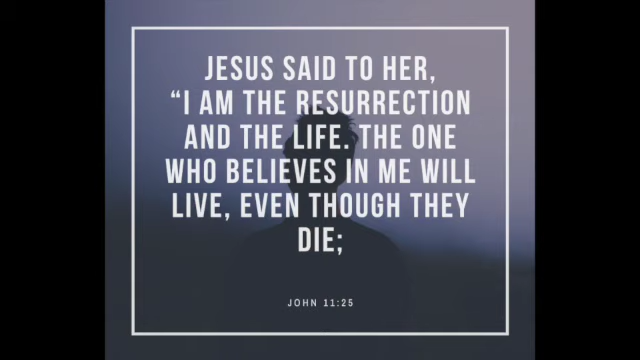 JESUS SAID TO HER,
“I AM THE RESURRECTION
AND THE LIFE. THE ONE
WHO BELIEVES IN ME WILL
LIVE, EVEN THOUGH THEY
DIE;
JOHN 11:25